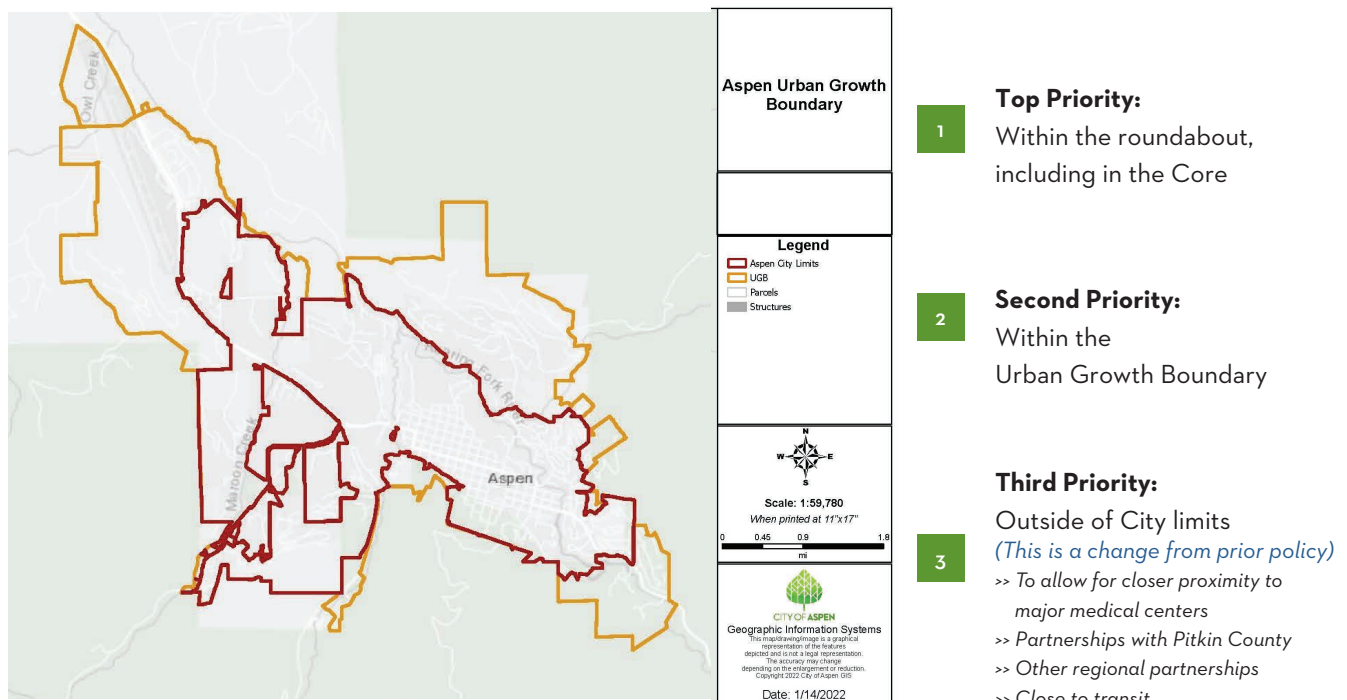 Owl Creek
Roaring Fork River
Maroon Creek
Aspen
Aspen Urban Growth
Boundary
Legend
Aspen City Limits
UGB
Parcels
Structures
N
W E
S
Scale: 1:59,780
When printed at 11"x17"
0 0.45 0.9 1.8
mi
CITY OF ASPEN
Geographic Information Systems
This map/drawing/image is a graphical
representation of the features
depicted and is not a legal representation.
The accuracy may change
depending on the enlargement or reduction.
Copyright 2022 City of Aspen GIS
Date: 1/14/2022
1
Top Priority:
Within the roundabout,
including in the Core
2
Second Priority:
Within the
Urban Growth Boundary
3
Third Priority:
Outside of City limits
(This is a change from prior policy)
>> To allow for closer proximity to
major medical centers
>> Partnerships with Pitkin County
>> Other regional partnerships
>> Close to transit